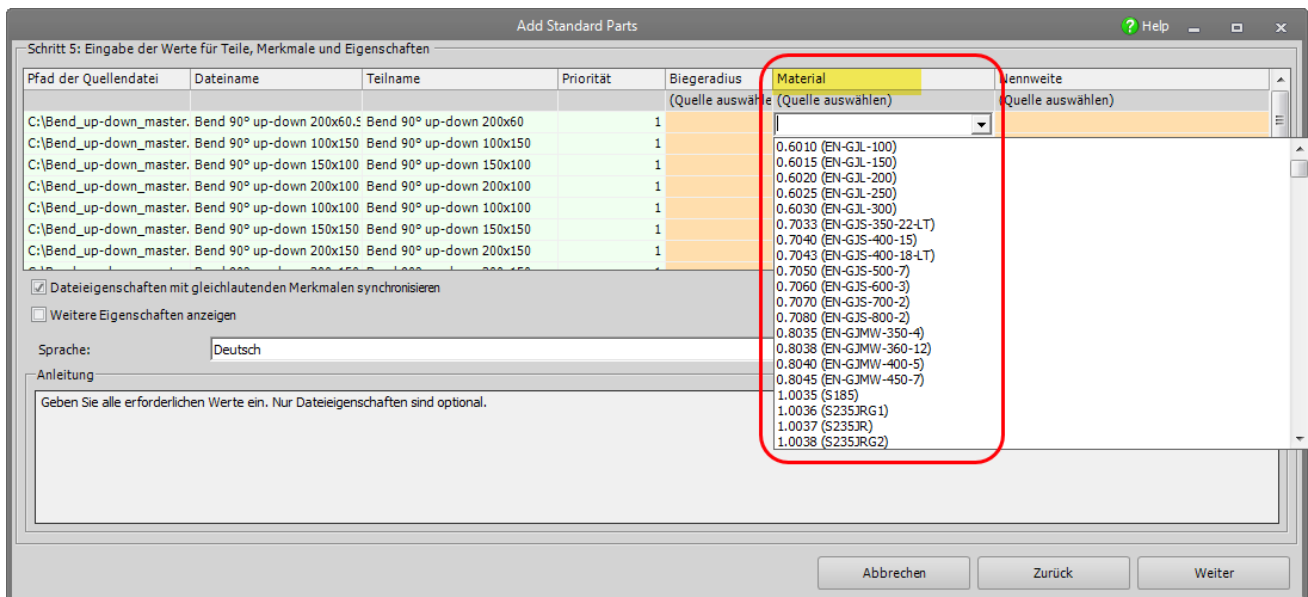 Add Standard Parts
Help
Schritt 5: Eingabe der Werte für Teile, Merkmale und Eigenschaften
Pfad der Quellendatei Dateiname Teilname Priorität Biegeradius Material Nennweite
(Quelle auswähle (Quelle auswählen) (Quelle auswählen)
C:\Bend_up-down_master. Bend 90° up-down 200x60.S Bend 90° up-down 200x60 1
C:\Bend_up-down_master. Bend 90° up-down 100x150 Bend 90° up-down 100x150 1
C:\Bend_up-down_master. Bend 90° up-down 150x100 Bend 90° up-down 150x100 1
C:\Bend_up-down_master. Bend 90° up-down 200x100 Bend 90° up-down 200x100 1
C:\Bend_up-down_master. Bend 90° up-down 100x100 Bend 90° up-down 100x100 1
C:\Bend_up-down_master. Bend 90° up-down 150x150 Bend 90° up-down 150x150 1
C:\Bend_up-down_master. Bend 90° up-down 200x150 Bend 90° up-down 200x150 1
0.6010 (EN-GJL-100)
0.6015 (EN-GJL-150)
0.6020 (EN-GJL-200)
0.6025 (EN-GJL-250)
0.6030 (EN-GJL-300)
0.7033 (EN-GJS-350-22-LT)
0.7040 (EN-GJS-400-15)
0.7043 (EN-GJS-400-18-LT)
0.7050 (EN-GJS-500-7)
0.7060 (EN-GJS-600-3)
0.7070 (EN-GJS-700-2)
0.7080 (EN-GJS-800-2)
0.8035 (EN-GJMW-350-4)
0.8038 (EN-GJMW-360-12)
0.8040 (EN-GJMW-400-5)
0.8045 (EN-GJMW-450-7)
1.0035 (S185)
1.0036 (S235JRG1)
1.0037 (S235JR)
1.0038 (S235JRG2)
Dateieigenschaften mit gleichlautenden Merkmalen synchronisieren
Weitere Eigenschaften anzeigen
Sprache: Deutsch
Anleitung
Geben Sie alle erforderlichen Werte ein. Nur Dateieigenschaften sind optional.
Abbrechen Zurück Weiter